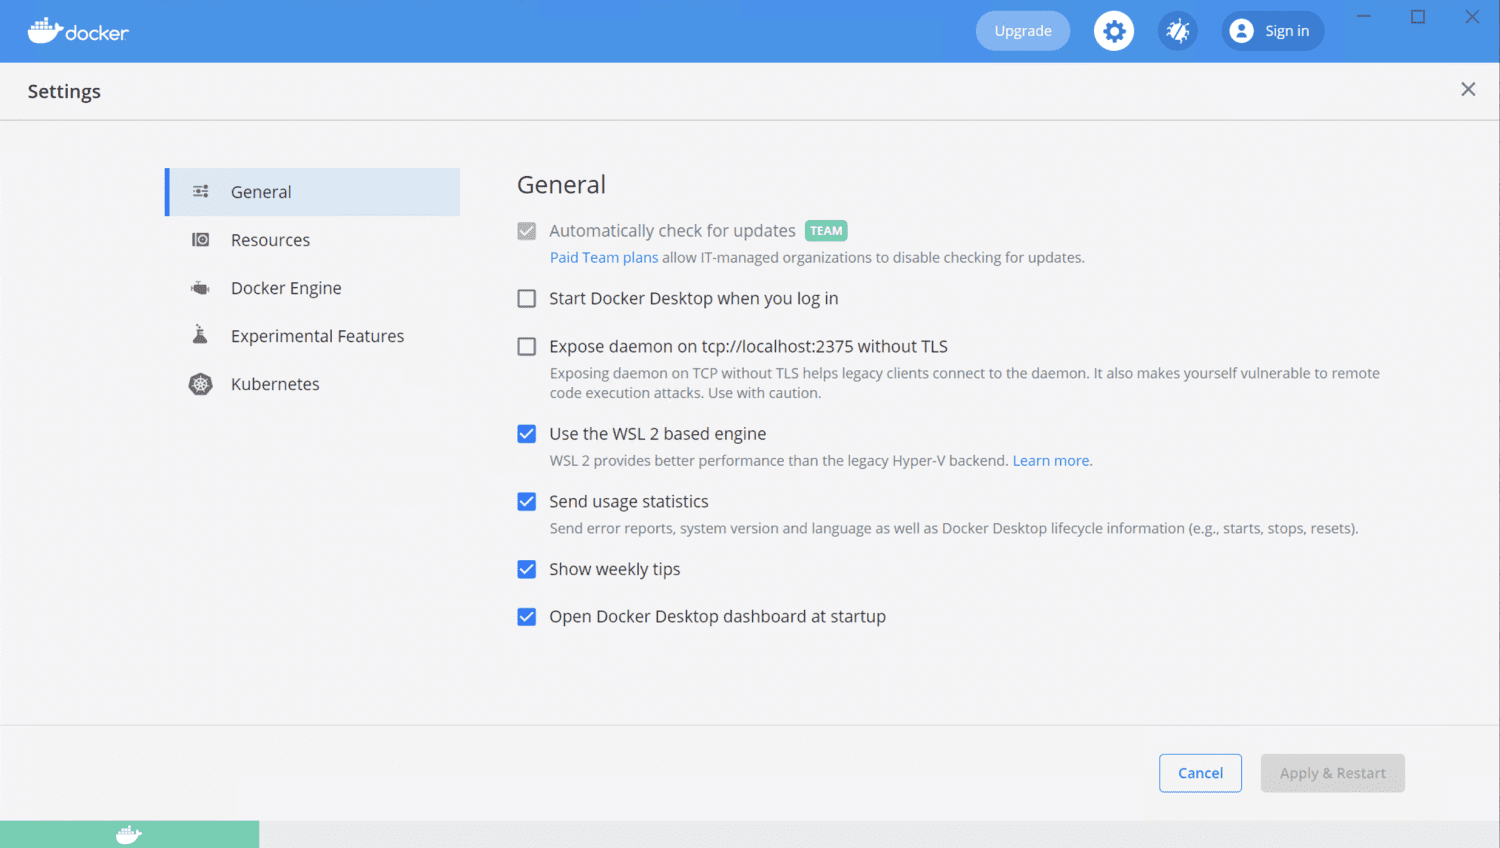 docker
Upgrade
Sign in
Settings
General
Resources
Docker Engine
Experimental Features
Kubernetes
General
Automatically check for updates TEAM
Paid Team plans allow IT-managed organizations to disable checking for updates.
Start Docker Desktop when you log in
Expose daemon on tcp://localhost:2375 without TLS
Exposing daemon on TCP without TLS helps legacy clients connect to the daemon. It also makes yourself vulnerable to remote
code execution attacks. Use with caution.
Use the WSL 2 based engine
WSL 2 provides better performance than the legacy Hyper-V backend. Learn more.
Send usage statistics
Send error reports, system version and language as well as Docker Desktop lifecycle information (e.g., starts, stops, resets).
Show weekly tips
Open Docker Desktop dashboard at startup
Cancel
Apply & Restart